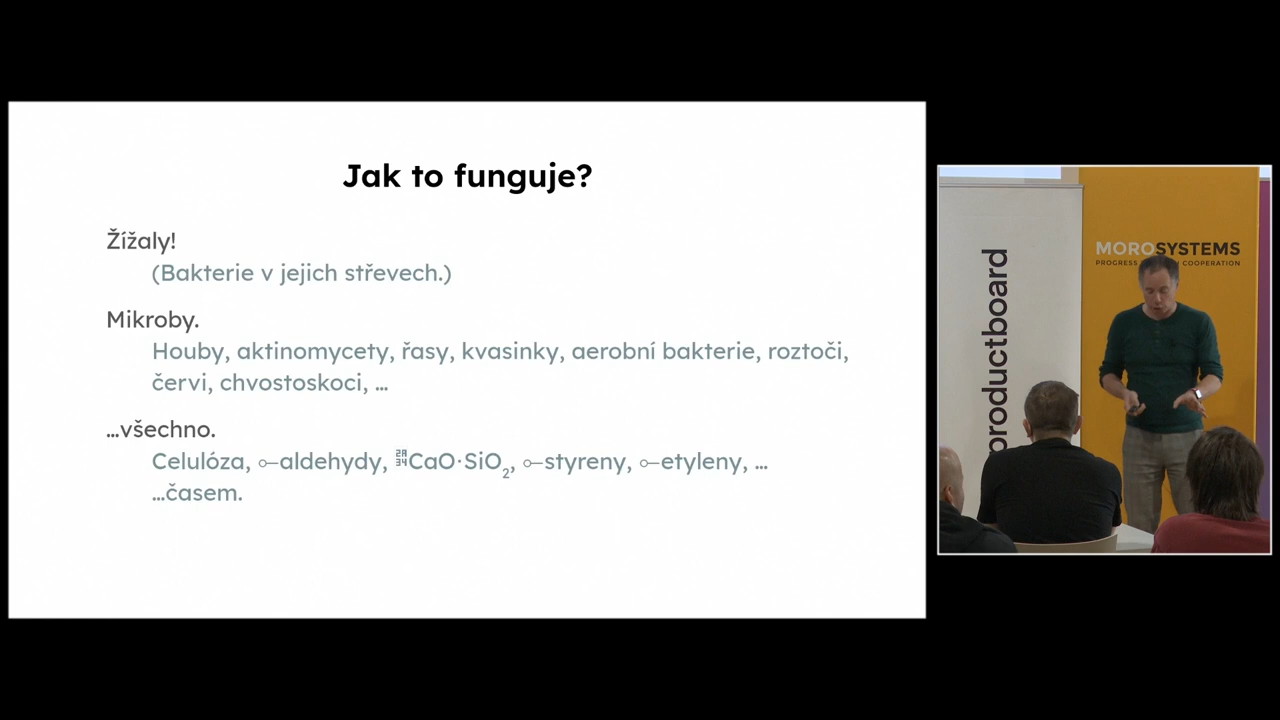 Jak to funguje?
Žížaly!
(Bakterie v jejich střevech.)
Mikroby.
Houby, aktinomycety, řasy, kvasinky, aerobní bakterie, roztoči,
červi, chvostoskoci, …
…všechno.
Celulóza, ⟜aldehydy, CaO·SiO₂, ⟜styreny, ⟜etyleny, …
…časem.
productboard
MOROSYSTEMS
PROGRESS COOPERATION